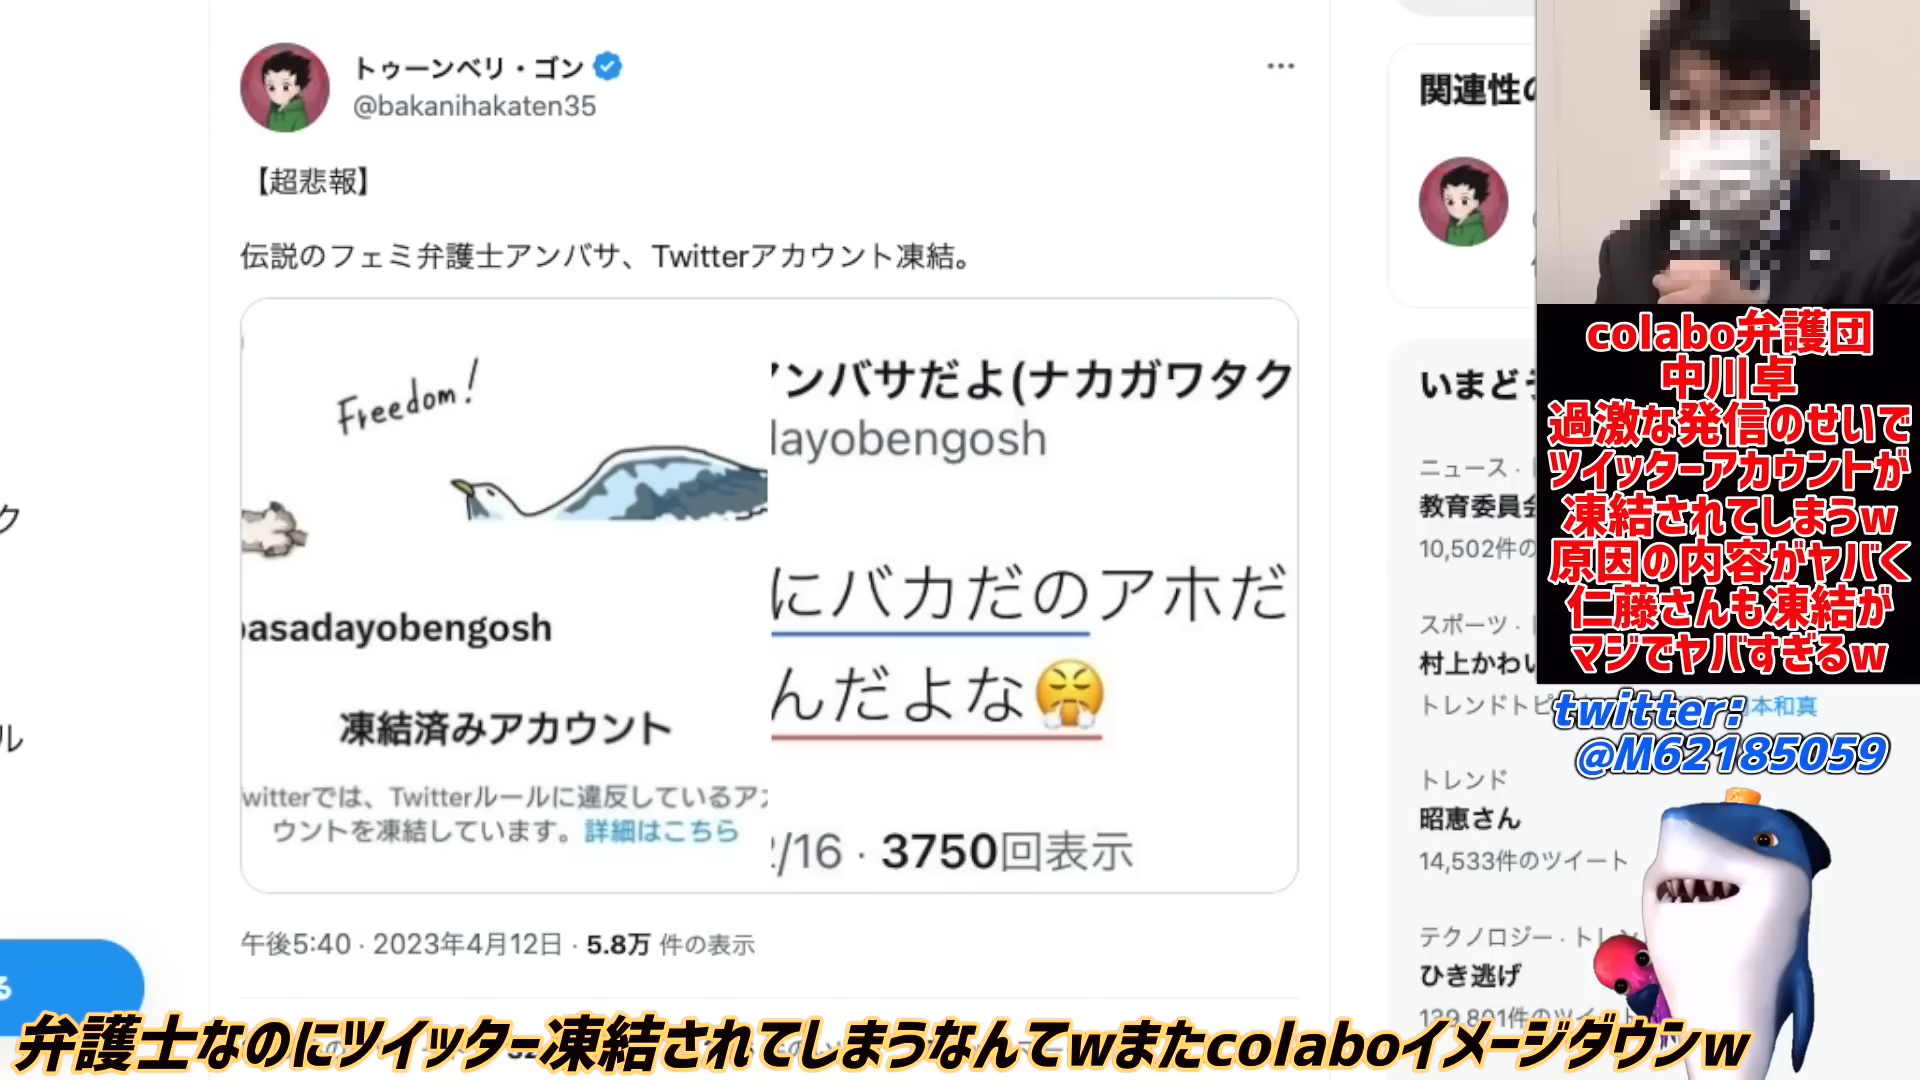 トゥーンベリ・ゴン
@bakanihakaten35
【超悲報】
伝説のフェミ弁護士アンバサ、Twitterアカウント凍結。
Freedom!
asadayobengosh
凍結済みアカウント
witterでは、Twitterルールに違反しているアカ
ウントを凍結しています。詳細はこちら
ンバサだよ(ナカガワタク
dayobengosh
にバカだのアホだ
んだよな😤
2/16 · 3750回表示
午後5:40 · 2023年4月12日 · 5.8万 件の表示
ク
ル
る
関連性の
いまどう
ニュース ·
教育委員会
10,502件の
スポーツ ·
村上かわい
トレンドトピ
本和真
トレンド
昭恵さん
14,533件のツイート
テクノロジー · トレン
ひき逃げ
colabo弁護団
中川卓
過激な発信のせいで
ツイッターアカウントが
凍結されてしまうw
原因の内容がヤバく
仁藤さんも凍結が
マジでヤバすぎるw
twitter:
@M62185059
弁護士なのにツイッター凍結されてしまうなんてwまたcolaboイメージダウンw